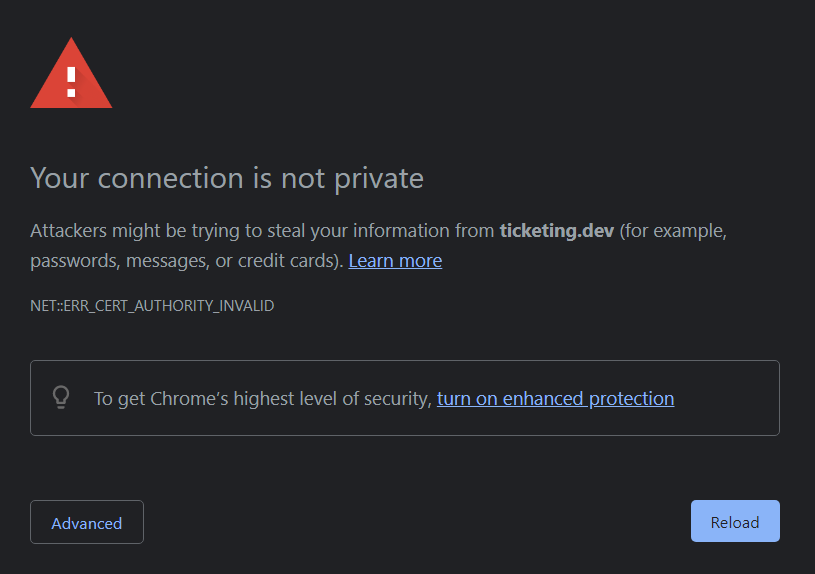 Your connection is not private
Attackers might be trying to steal your information from ticketing.dev (for example,
passwords, messages, or credit cards). Learn more
NET::ERR_CERT_AUTHORITY_INVALID
To get Chrome’s highest level of security, turn on enhanced protection
Advanced
Reload